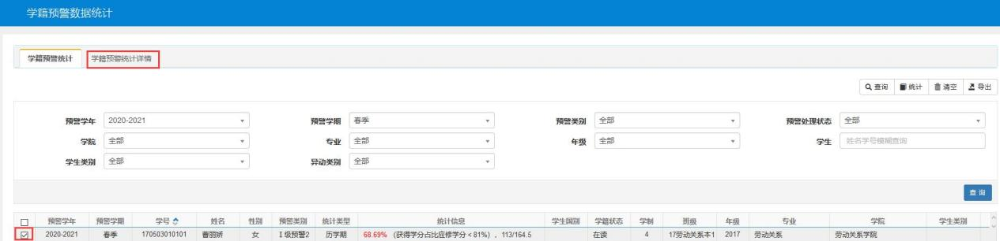 学籍预警数据统计
学籍预警统计 学籍预警统计详情
查询 统计 清空 导出
预警学年 2020-2021 预警学期 春季 预警类别 全部 预警处理状态 全部
学院 全部 专业 全部 年级 全部 学生 姓名学号模糊查询
学生类别 全部 异动类别 全部
查询
预警学年 预警学期 学号 姓名 性别 预警类别 统计类型 统计信息 学生国别 学籍状态 学制 班级 年级 专业 学院 学生类别
2020-2021 春季 170503010101 曹丽娇 女 I级预警2 历学期 68.69% (获得学分占比应修学分<81%) , 113/164.5 在读 4 17劳动关系本1 2017 劳动关系 劳动关系学院